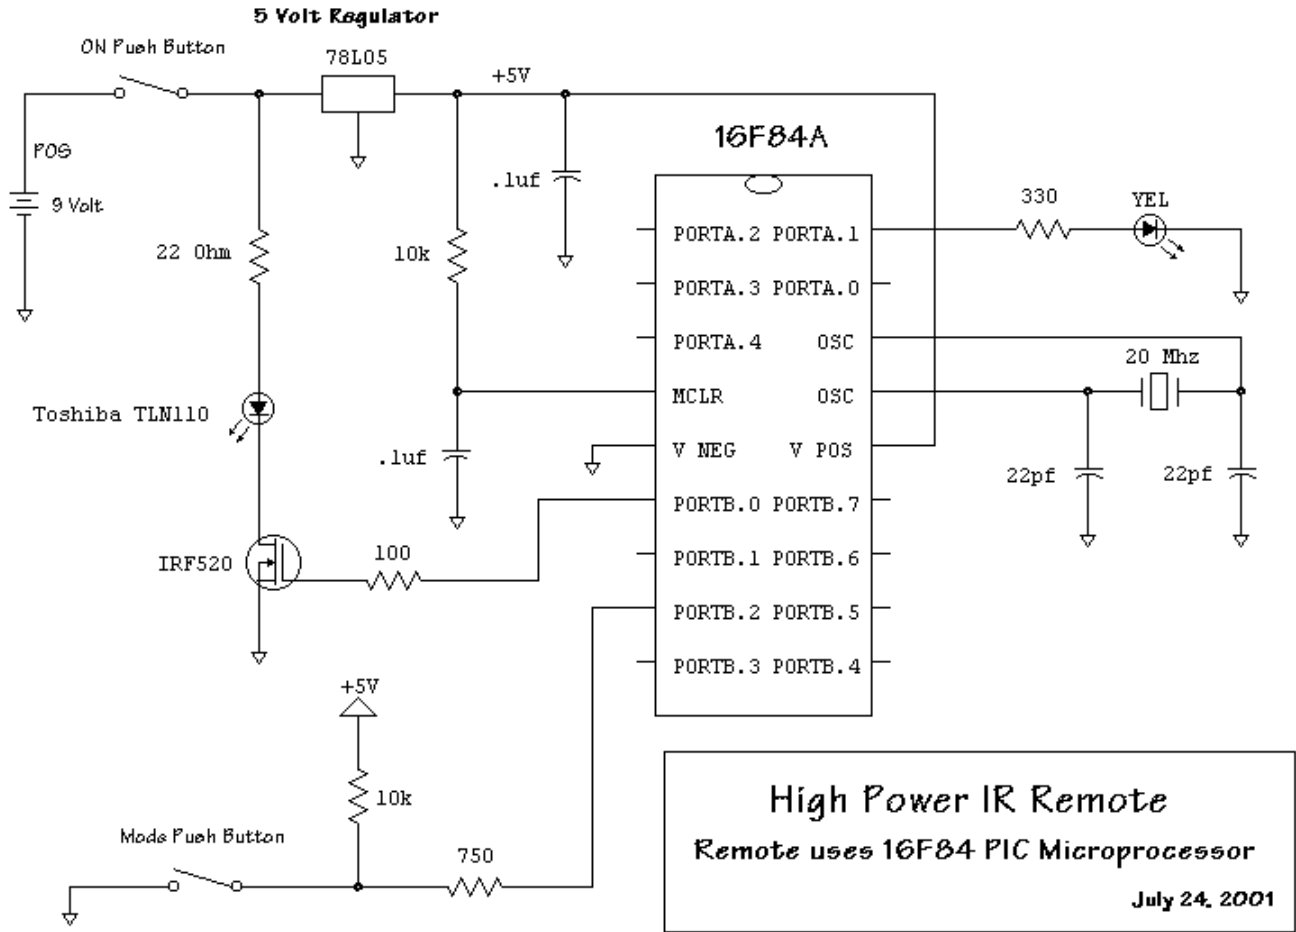 5 Volt Regulator
ON Push Button
78L05
+5V
16F84A
POS
9 Volt
.1uf
22 Ohm
10k
330
YEL
PORTA.2 PORTA.1
PORTA.3 PORTA.0
PORTA.4 OSC
20 Mhz
Toshiba TLN110
MCLR OSC
.1uf
V NEG V POS
22pf
22pf
PORTB.0 PORTB.7
IRF520
100
PORTB.1 PORTB.6
PORTB.2 PORTB.5
PORTB.3 PORTB.4
+5V
10k
Mode Push Button
750
High Power IR Remote
Remote uses 16F84 PIC Microprocessor
July 24, 2001